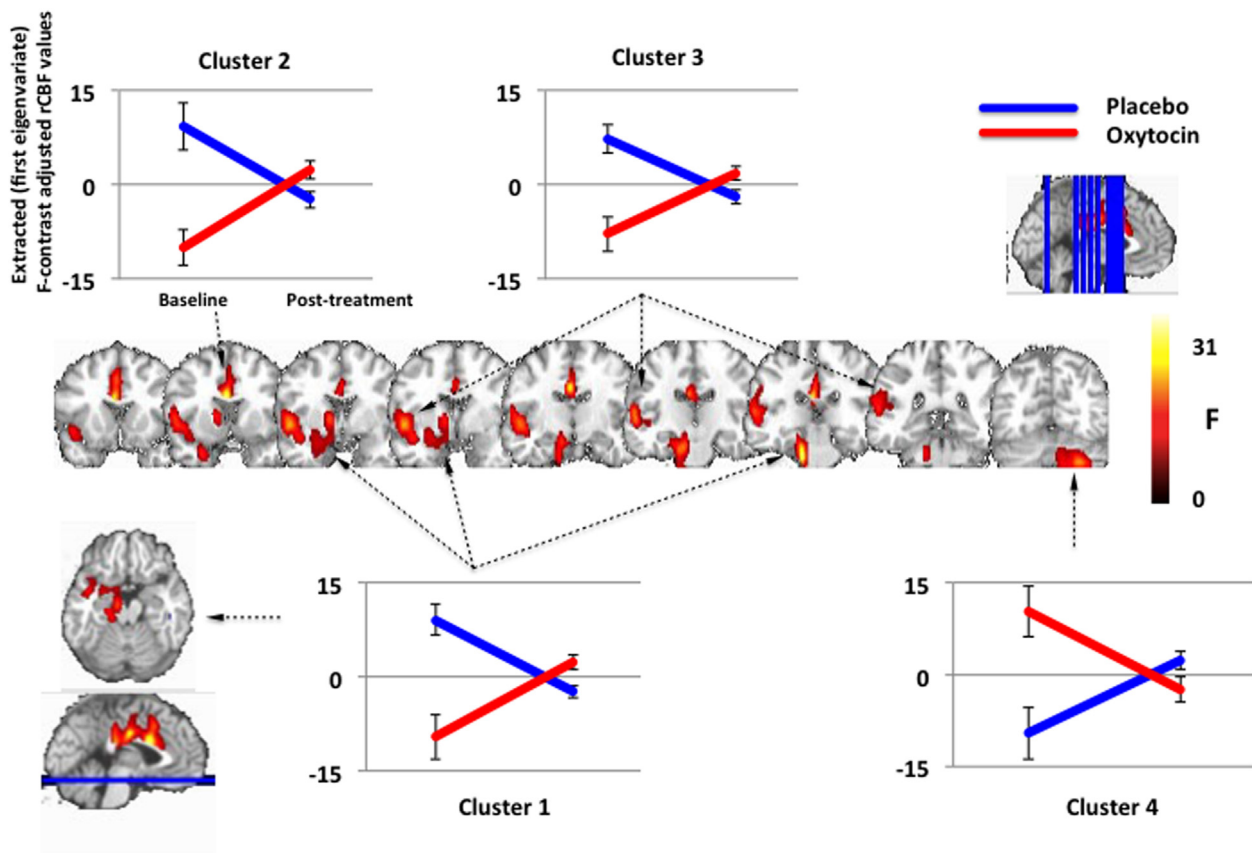 Extracted (first eigenvariate)
F-contrast adjusted rCBF values
Cluster 2
15
0
-15
Baseline
Post-treatment
Cluster 3
15
0
-15
Placebo
Oxytocin
31
F
0
15
0
-15
Cluster 1
15
0
-15
Cluster 4